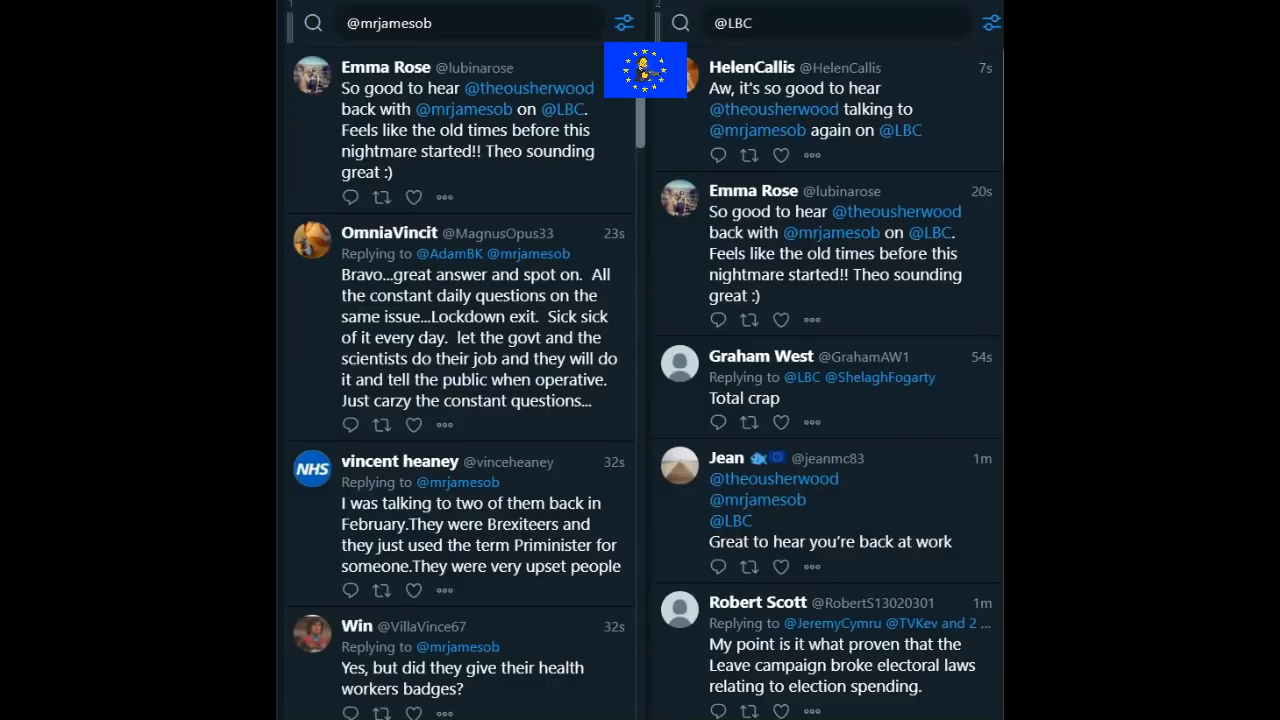 1
@mrjamesob
Emma Rose @lubinarose
So good to hear @theousherwood
back with @mrjamesob on @LBC.
Feels like the old times before this
nightmare started!! Theo sounding
great :)
OmniaVincit @MagnusOpus33 23s
Replying to @AdamBK @mrjamesob
Bravo...great answer and spot on. All
the constant daily questions on the
same issue...Lockdown exit. Sick sick
of it every day. let the govt and the
scientists do their job and they will do
it and tell the public when operative.
Just carzy the constant questions...
NHS
vincent heaney @vinceheaney 32s
Replying to @mrjamesob
I was talking to two of them back in
February.They were Brexiteers and
they just used the term Priminister for
someone.They were very upset people
Win @VillaVince67 32s
Replying to @mrjamesob
Yes, but did they give their health
workers badges?
2
@LBC
HelenCallis @HelenCallis 7s
Aw, it's so good to hear
@theousherwood talking to
@mrjamesob again on @LBC
Emma Rose @lubinarose 20s
So good to hear @theousherwood
back with @mrjamesob on @LBC.
Feels like the old times before this
nightmare started!! Theo sounding
great :)
Graham West @GrahamAW1 54s
Replying to @LBC @ShelaghFogarty
Total crap
Jean 🐟🇪🇺 @jeanmc83 1m
@theousherwood
@mrjamesob
@LBC
Great to hear you’re back at work
Robert Scott @RobertS13020301 1m
Replying to @JeremyCymru @TVKev and 2 ...
My point is it what proven that the
Leave campaign broke electoral laws
relating to election spending.